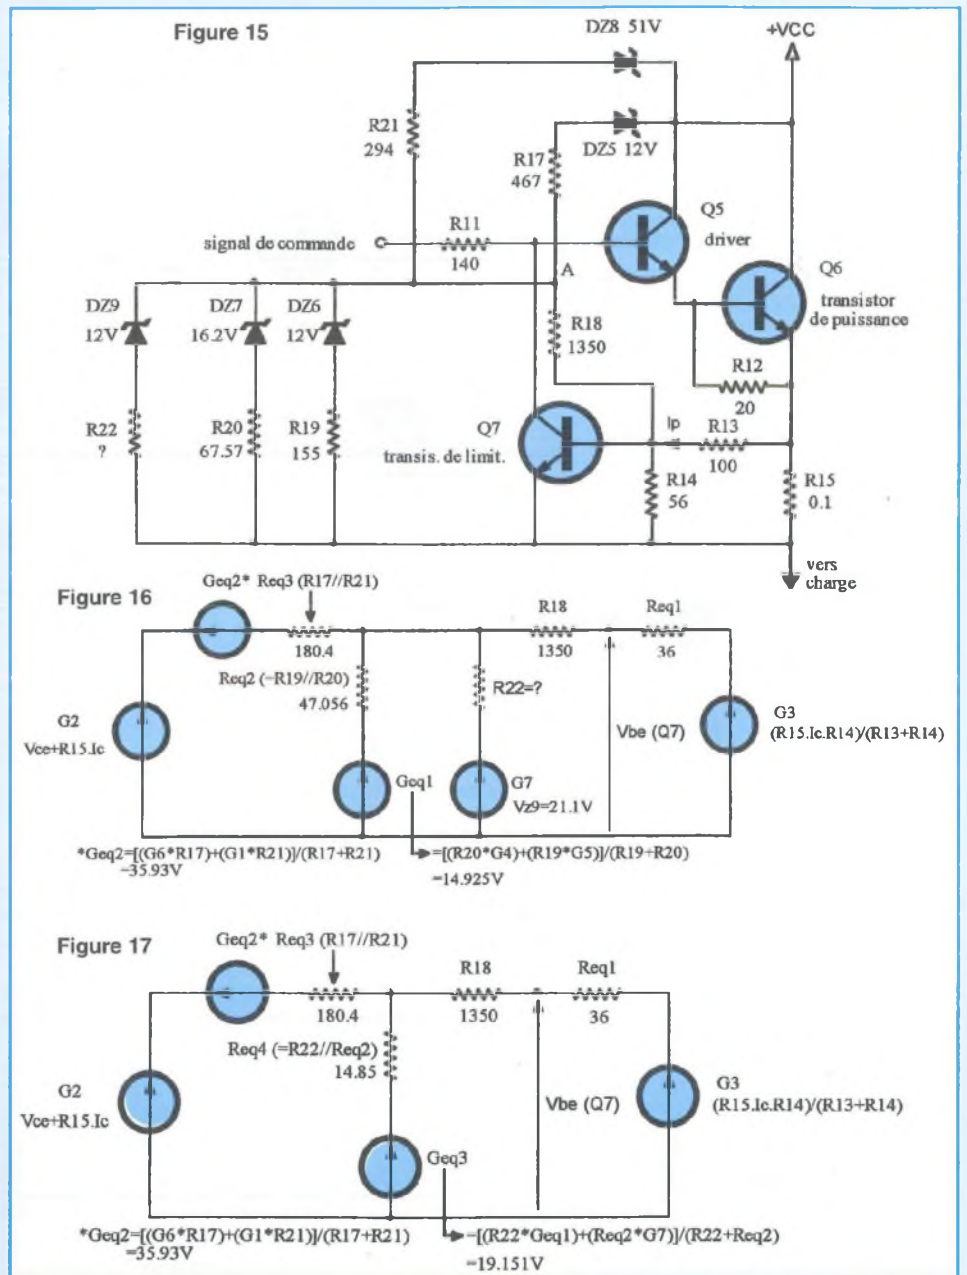 Figure 15
DZ8 51V
+VCC
R21
294
DZ5 12V
R17
467
Q5
driver
R11
140
signal de commande
A
Q6
transistor
de puissance
DZ9
12V
DZ7
16.2V
DZ6
12V
R18
1350
R12
20
R22
?
R20
67.57
R19
155
Q7
transis. de limit.
Ip
R13
100
R14
56
R15
0.1
vers
charge
Figure 16
Geq2* Req3 (R17//R21)
180.4
R18
1350
Req1
36
Req2 (=R19//R20)
47.056
R22=?
G2
Vce+R15.Ic
Vbe (Q7)
G3
(R15.Ic.R14)/(R13+R14)
Geq1
G7
Vz9=21.1V
*Geq2=[(G6*R17)+(G1*R21)]/(R17+R21)
=35.93V
=[(R20*G4)+(R19*G5)]/(R19+R20)
=14.925V
Figure 17
Geq2* Req3 (R17//R21)
180.4
R18
1350
Req1
36
Req4 (=R22//Req2)
14.85
G2
Vce+R15.Ic
Vbe (Q7)
G3
(R15.Ic.R14)/(R13+R14)
Geq3
*Geq2=[(G6*R17)+(G1*R21)]/(R17+R21)
=35.93V
=[(R22*Geq1)+(Req2*G7)]/(R22+Req2)
=19.151V